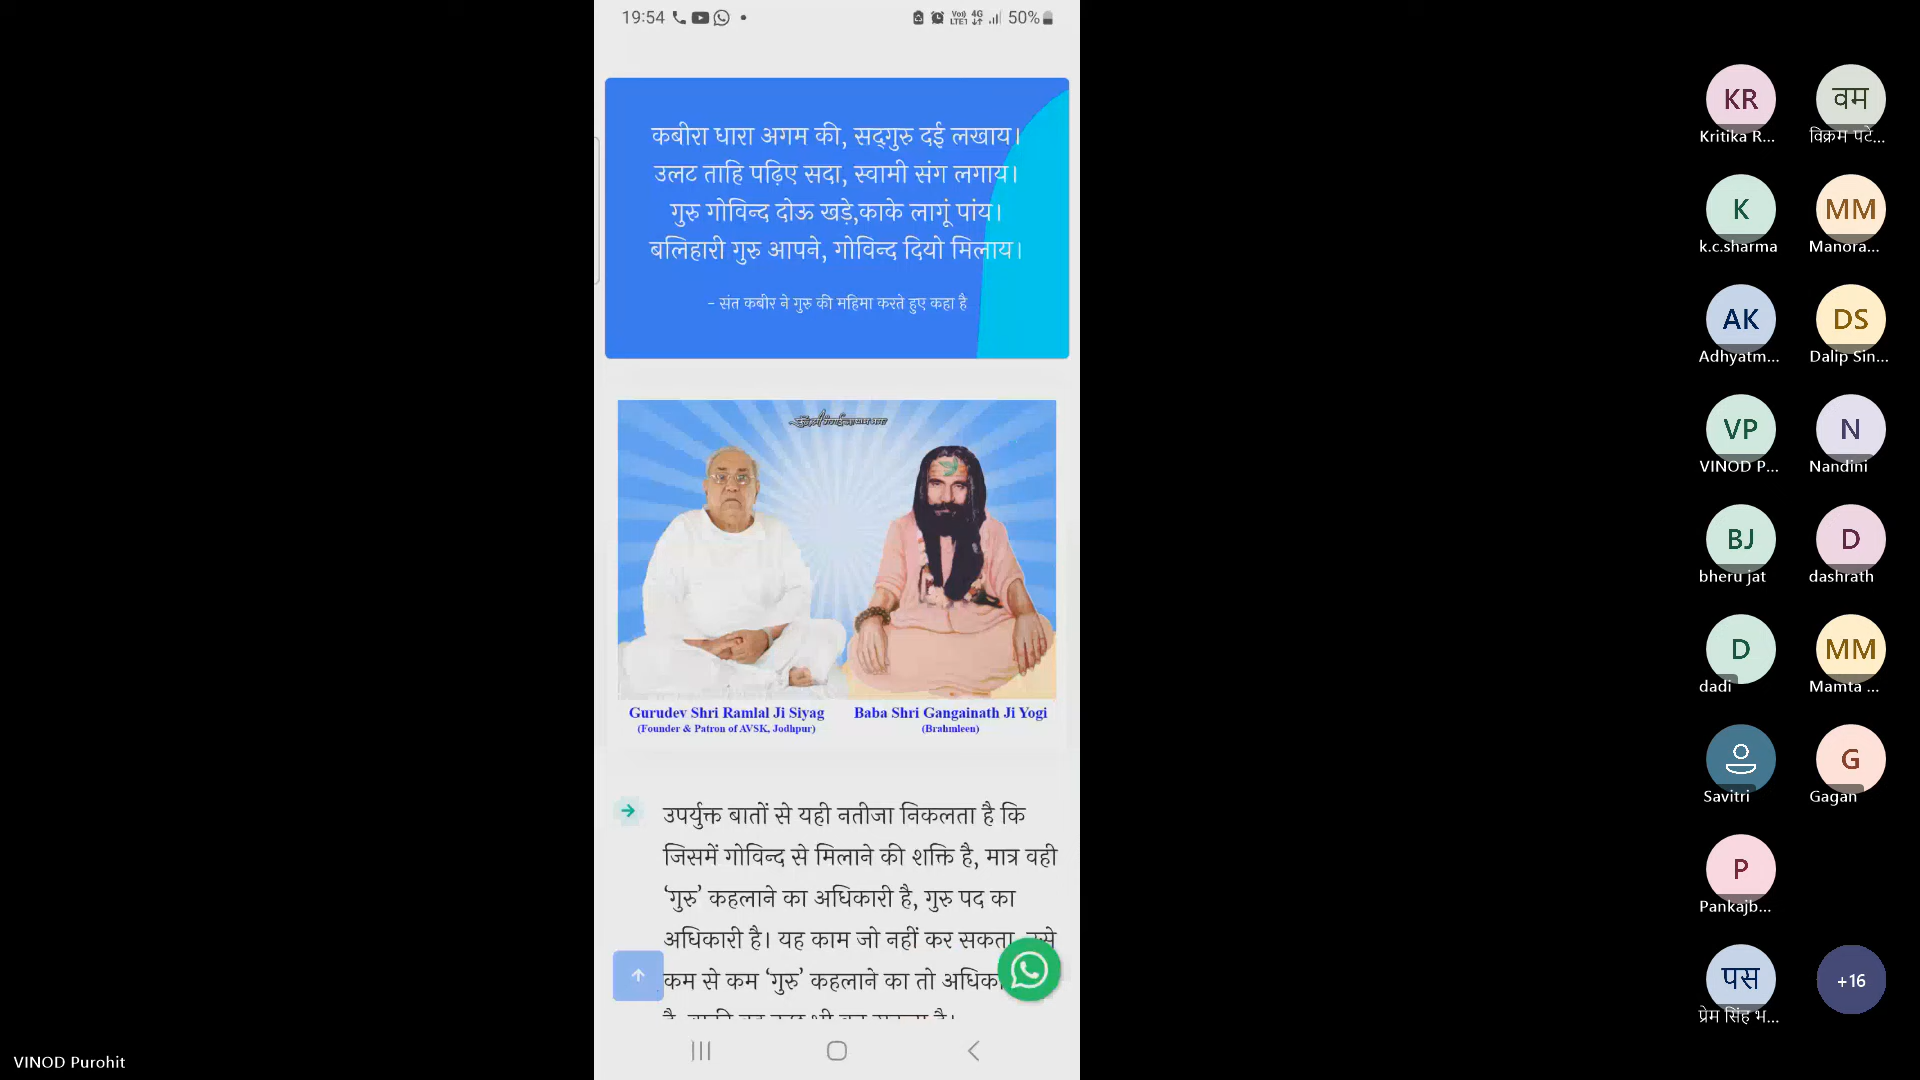 19:54
Vo) 4G
LTE1
50%
कबीरा धारा अगम की, सद्‌गुरु दई लखाय।
उलट ताहि पढ़िए सदा, स्वामी संग लगाय।
गुरु गोविन्द दोऊ खड़े,काके लागूं पांय।
बलिहारी गुरु आपने, गोविन्द दियो मिलाय।
- संत कबीर ने गुरु की महिमा करते हुए कहा है
Gurudev Shri Ramlal Ji Siyag
(Founder & Patron of AVSK, Jodhpur)
Baba Shri Gangainath Ji Yogi
(Brahmleen)
उपर्युक्त बातों से यही नतीजा निकलता है कि
जिसमें गोविन्द से मिलाने की शक्ति है, मात्र वही
‘गुरु’ कहलाने का अधिकारी है, गुरु पद का
अधिकारी है। यह काम जो नहीं कर सकता,
कम से कम ‘गुरु’ कहलाने का तो
KR
Kritika R...
वम
विक्रम पटे...
K
k.c.sharma
MM
Manora...
AK
Adhyatm...
DS
Dalip Sin...
VP
VINOD P...
N
Nandini
BJ
bheru jat
D
dashrath
D
dadi
MM
Mamta ...
Savitri
G
Gagan
P
Pankajb...
पस
प्रेम सिंह भ...
+16
VINOD Purohit